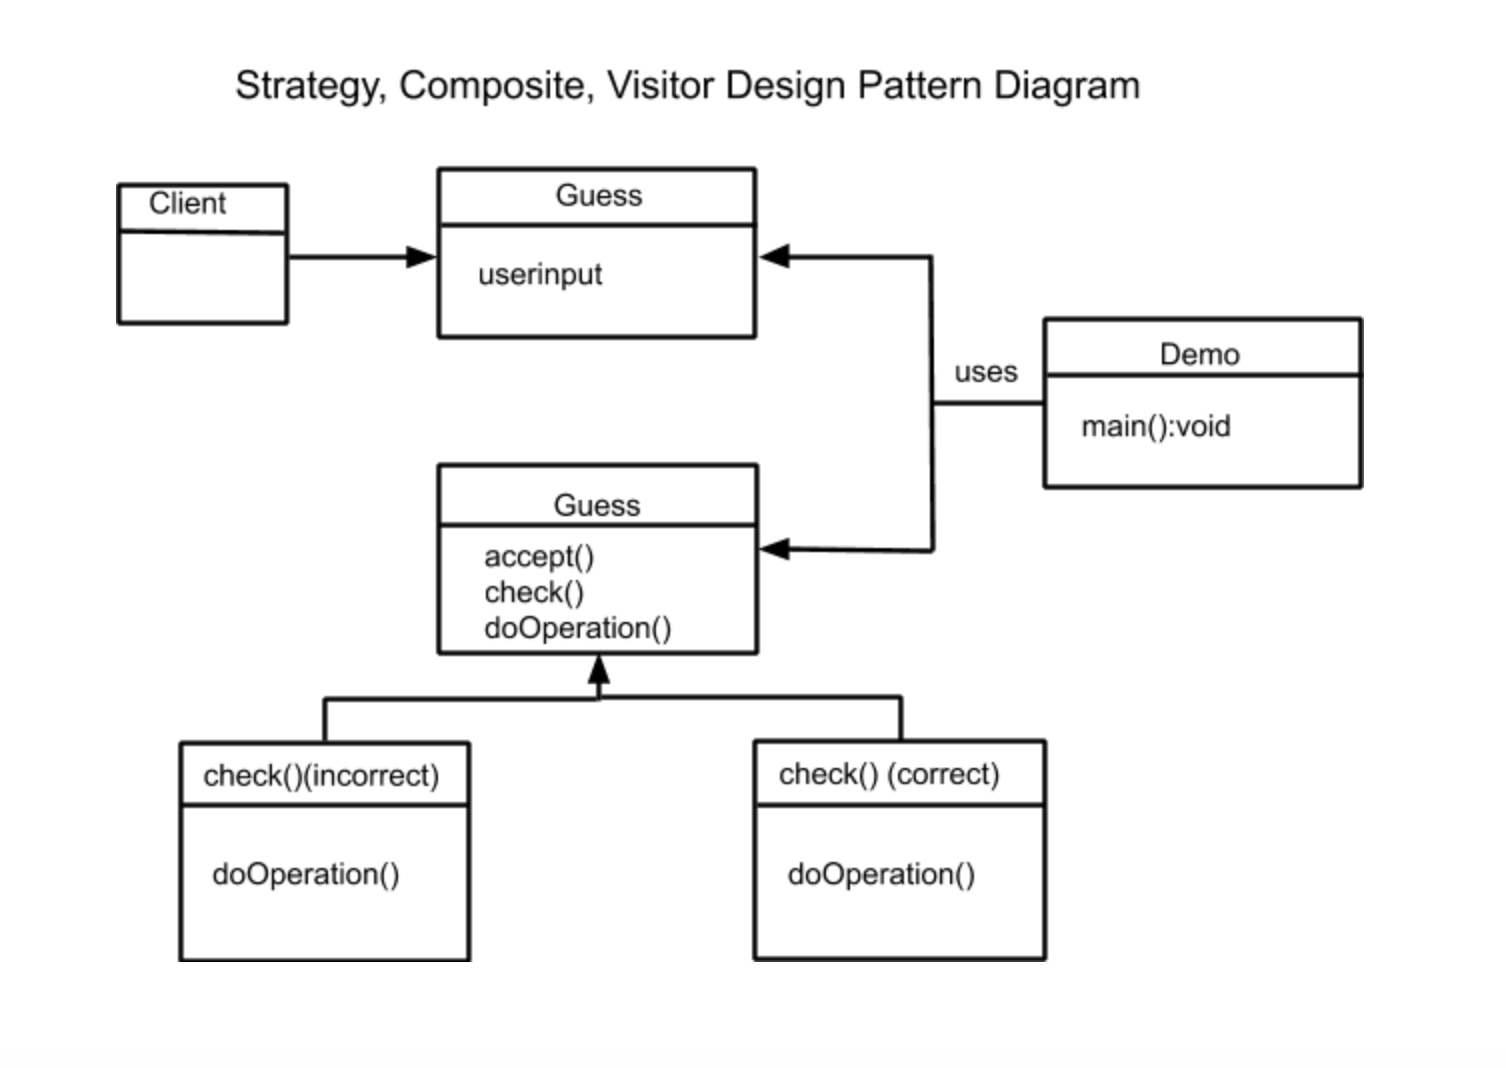 Strategy, Composite, Visitor Design Pattern Diagram
Client
Guess
userinput
uses
Demo
main():void
Guess
accept()
check()
doOperation()
check()(incorrect)
doOperation()
check() (correct)
doOperation()